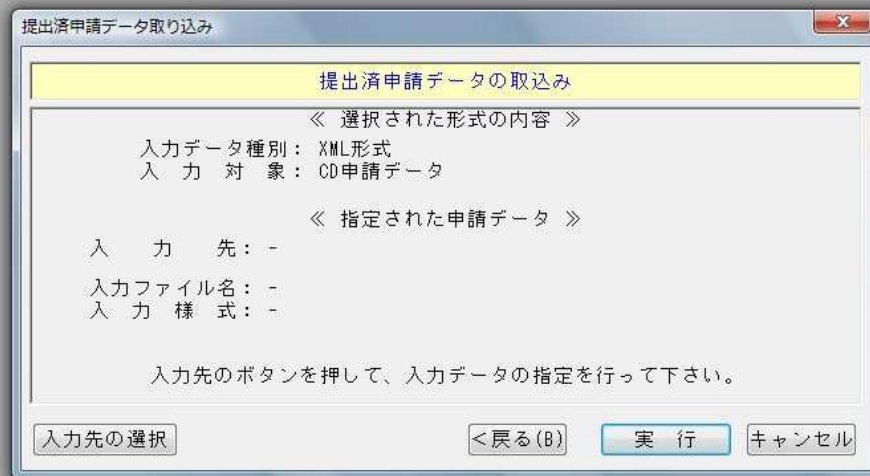 提出済申請データ取り込み
提出済申請データの取込み
≪ 選択された形式の内容 ≫
入力データ種別： XML形式
入 力 対 象： CD申請データ
≪ 指定された申請データ ≫
入 力 先： -
入力ファイル名： -
入 力 様 式： -
入力先のボタンを押して、入力データの指定を行って下さい。
入力先の選択 <戻る(B) 実 行 キャンセル